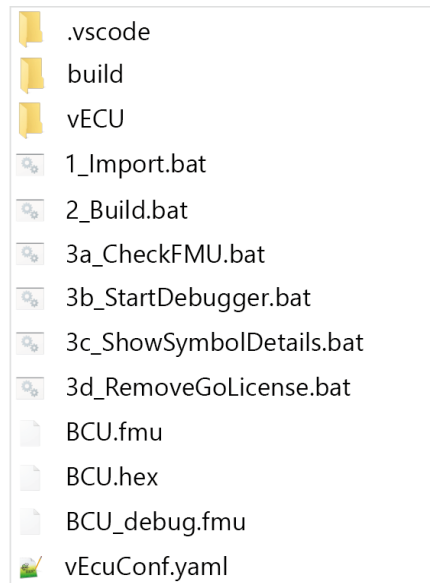 .vscode
build
vECU
1_Import.bat
2_Build.bat
3a_CheckFMU.bat
3b_StartDebugger.bat
3c_ShowSymbolDetails.bat
3d_RemoveGoLicense.bat
BCU.fmu
BCU.hex
BCU_debug.fmu
vEcuConf.yaml